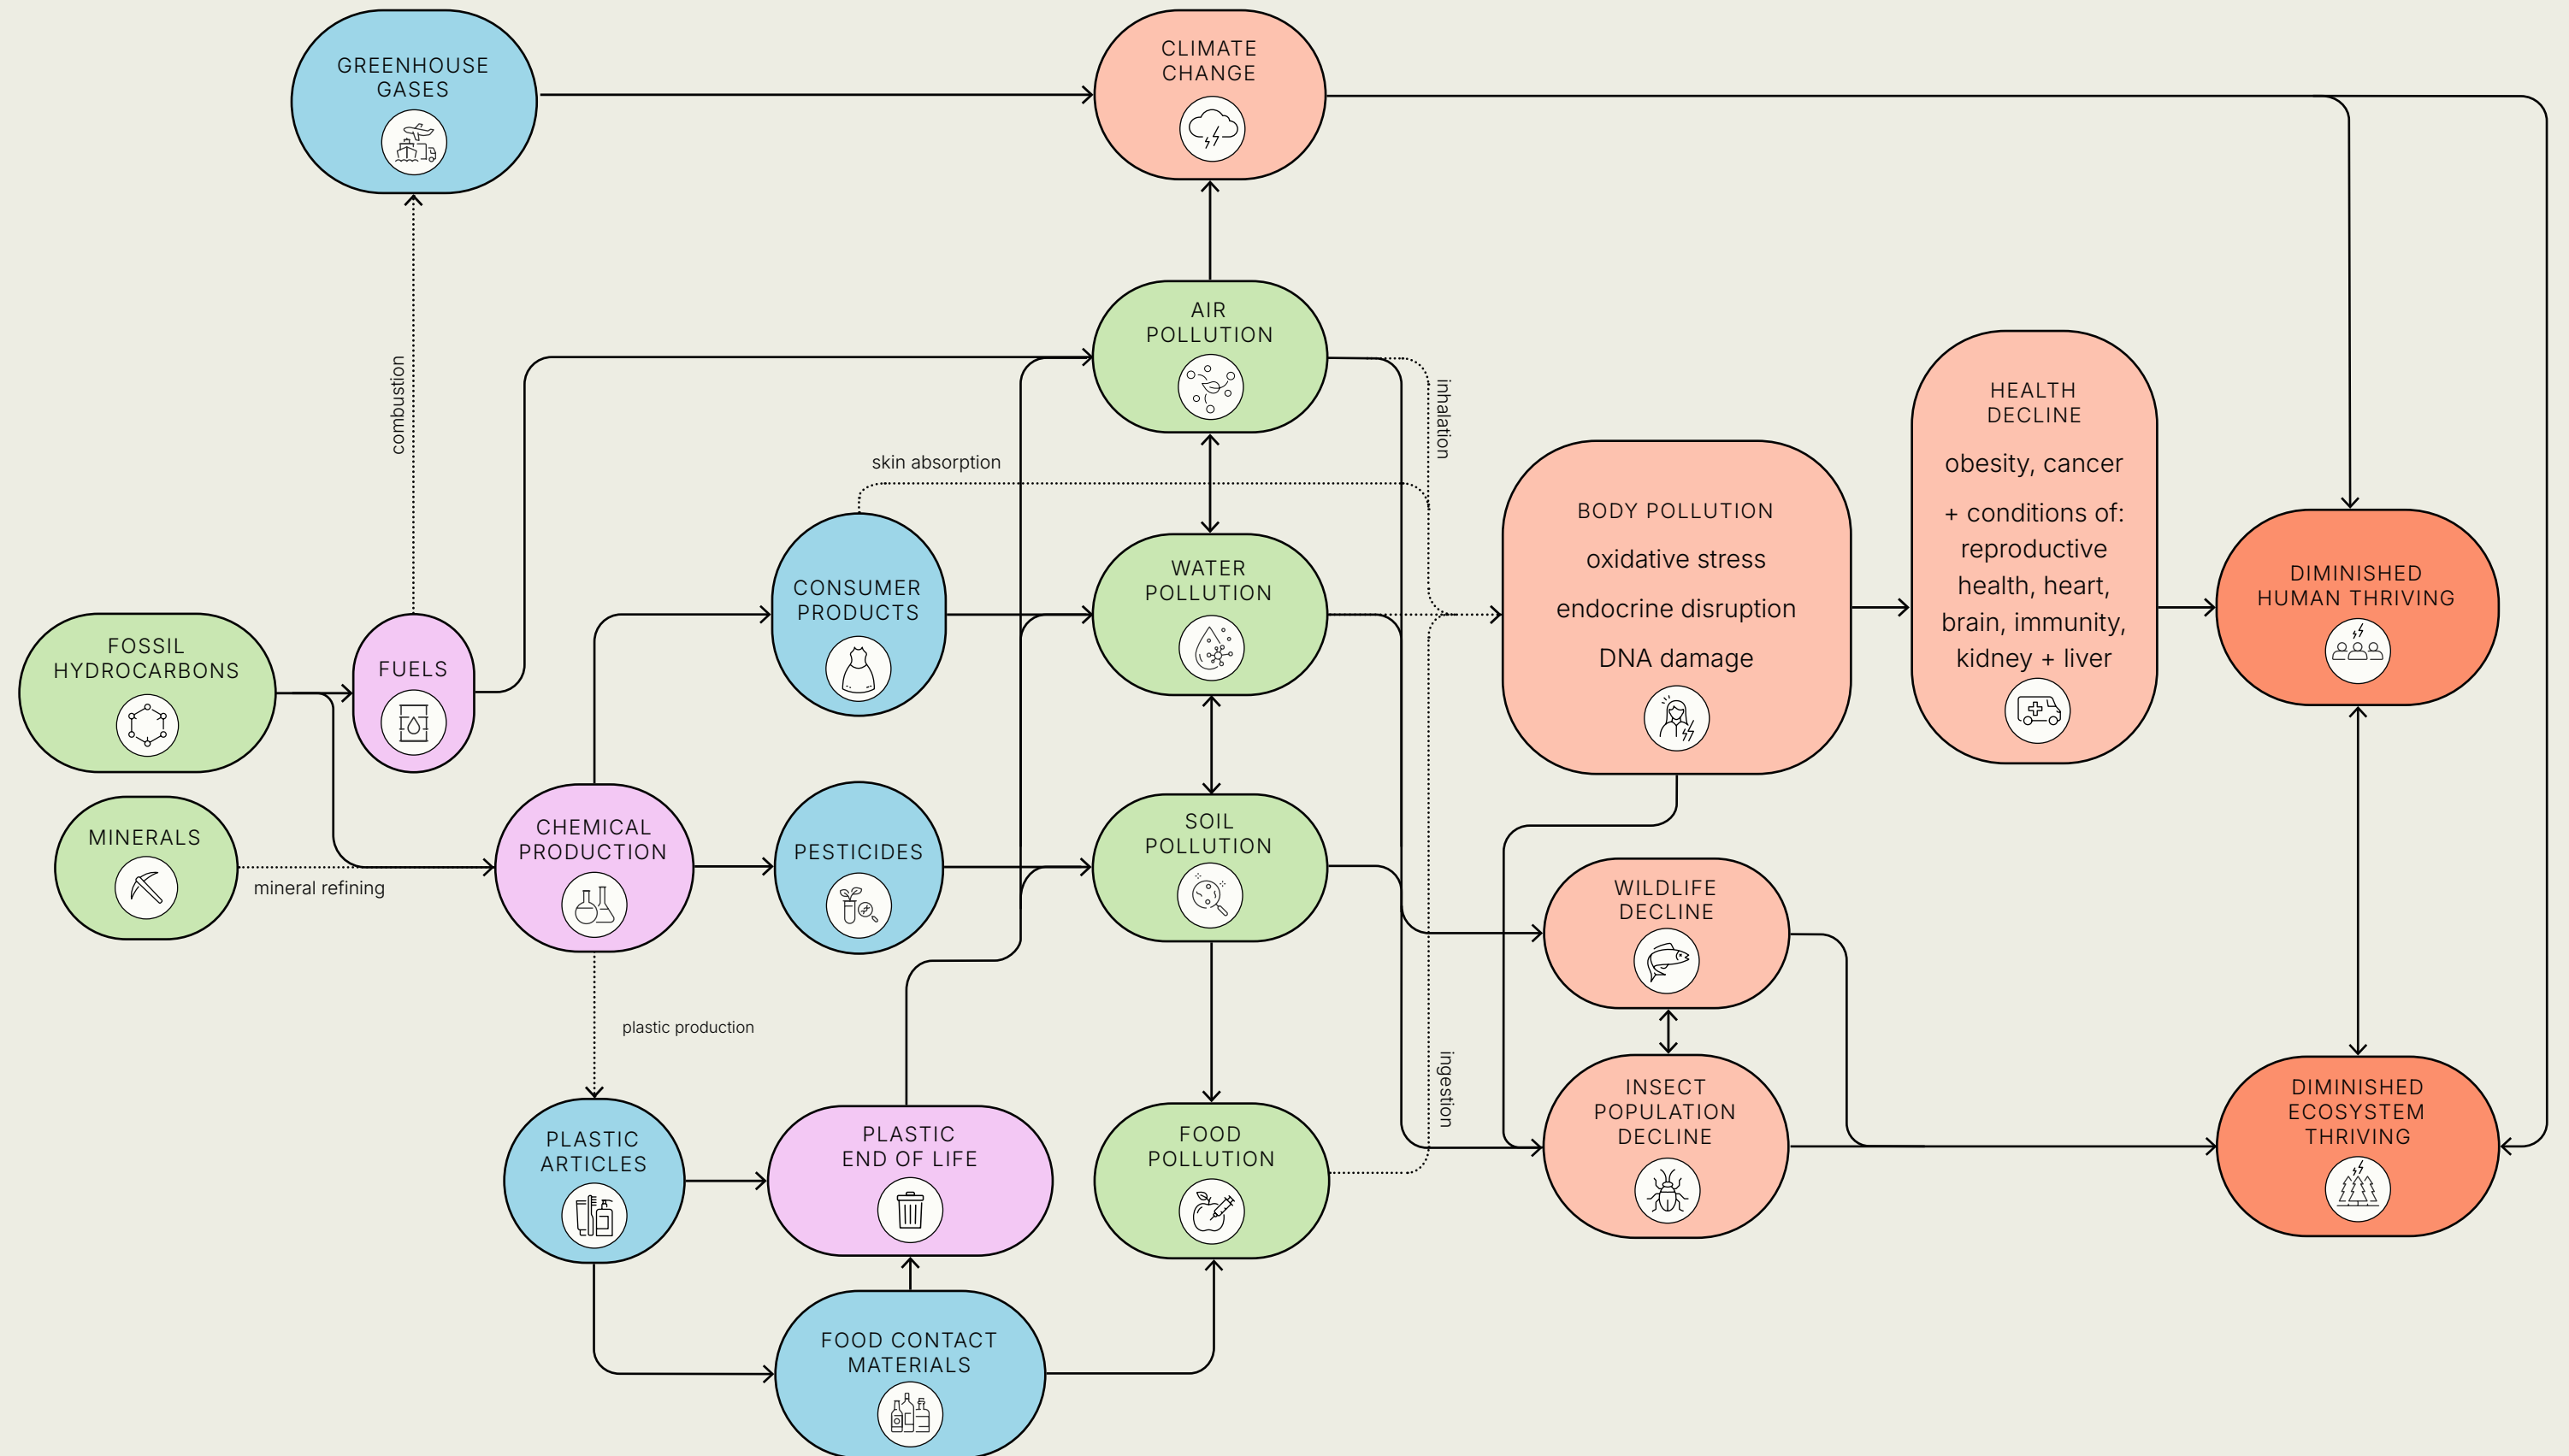 GREENHOUSE
GASES
CLIMATE
CHANGE
combustion
AIR
POLLUTION
inhalation
skin absorption
HEALTH
DECLINE
obesity, cancer
+ conditions of:
reproductive
health, heart,
brain, immunity,
kidney + liver
BODY POLLUTION
oxidative stress
endocrine disruption
DNA damage
CONSUMER
PRODUCTS
WATER
POLLUTION
DIMINISHED
HUMAN THRIVING
FOSSIL
HYDROCARBONS
FUELS
MINERALS
mineral refining
CHEMICAL
PRODUCTION
PESTICIDES
SOIL
POLLUTION
WILDLIFE
DECLINE
plastic production
ingestion
PLASTIC
ARTICLES
PLASTIC
END OF LIFE
FOOD
POLLUTION
INSECT
POPULATION
DECLINE
DIMINISHED
ECOSYSTEM
THRIVING
FOOD CONTACT
MATERIALS